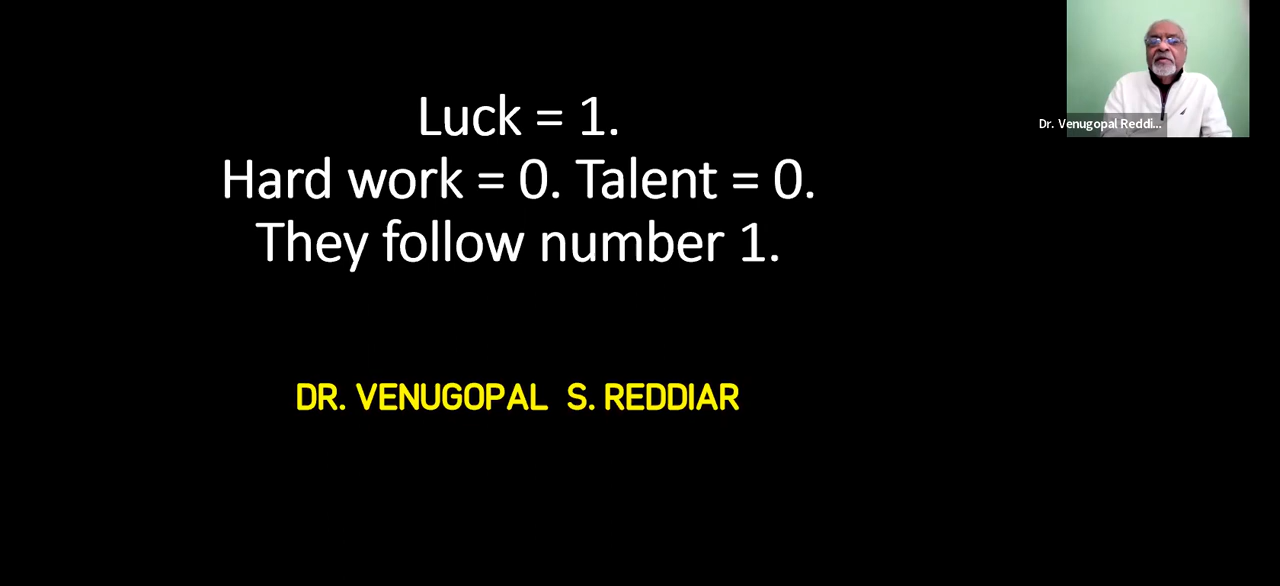 Luck = 1.
Hard work = 0. Talent = 0.
They follow number 1.
DR. VENUGOPAL S. REDDIAR
Dr. Venugopal Reddi...